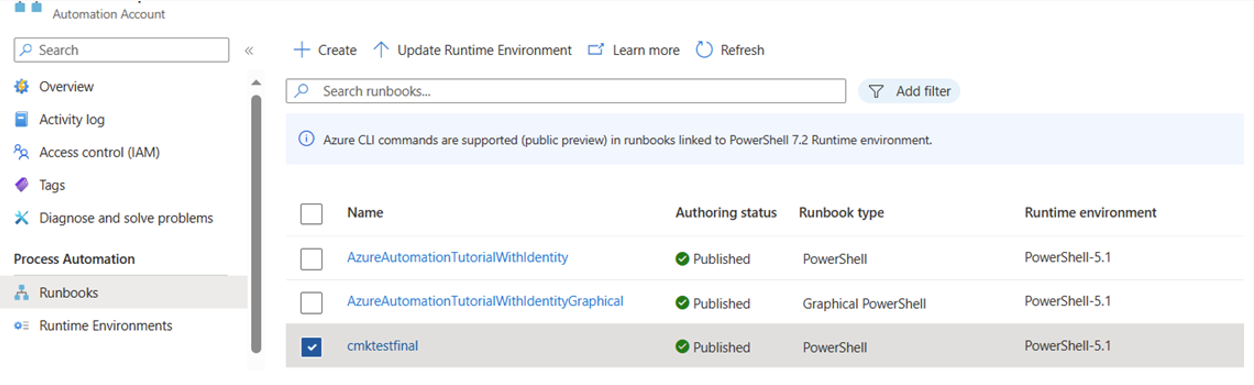 Automation Account
Search
«
Create
Update Runtime Environment
Learn more
Refresh
Overview
Activity log
Access control (IAM)
Tags
Diagnose and solve problems
Process Automation
Runbooks
Runtime Environments
Search runbooks...
Add filter
Azure CLI commands are supported (public preview) in runbooks linked to PowerShell 7.2 Runtime environment.
Name Authoring status Runbook type Runtime environment
AzureAutomationTutorialWithIdentity Published PowerShell PowerShell-5.1
AzureAutomationTutorialWithIdentityGraphical Published Graphical PowerShell PowerShell-5.1
cmktestfinal Published PowerShell PowerShell-5.1